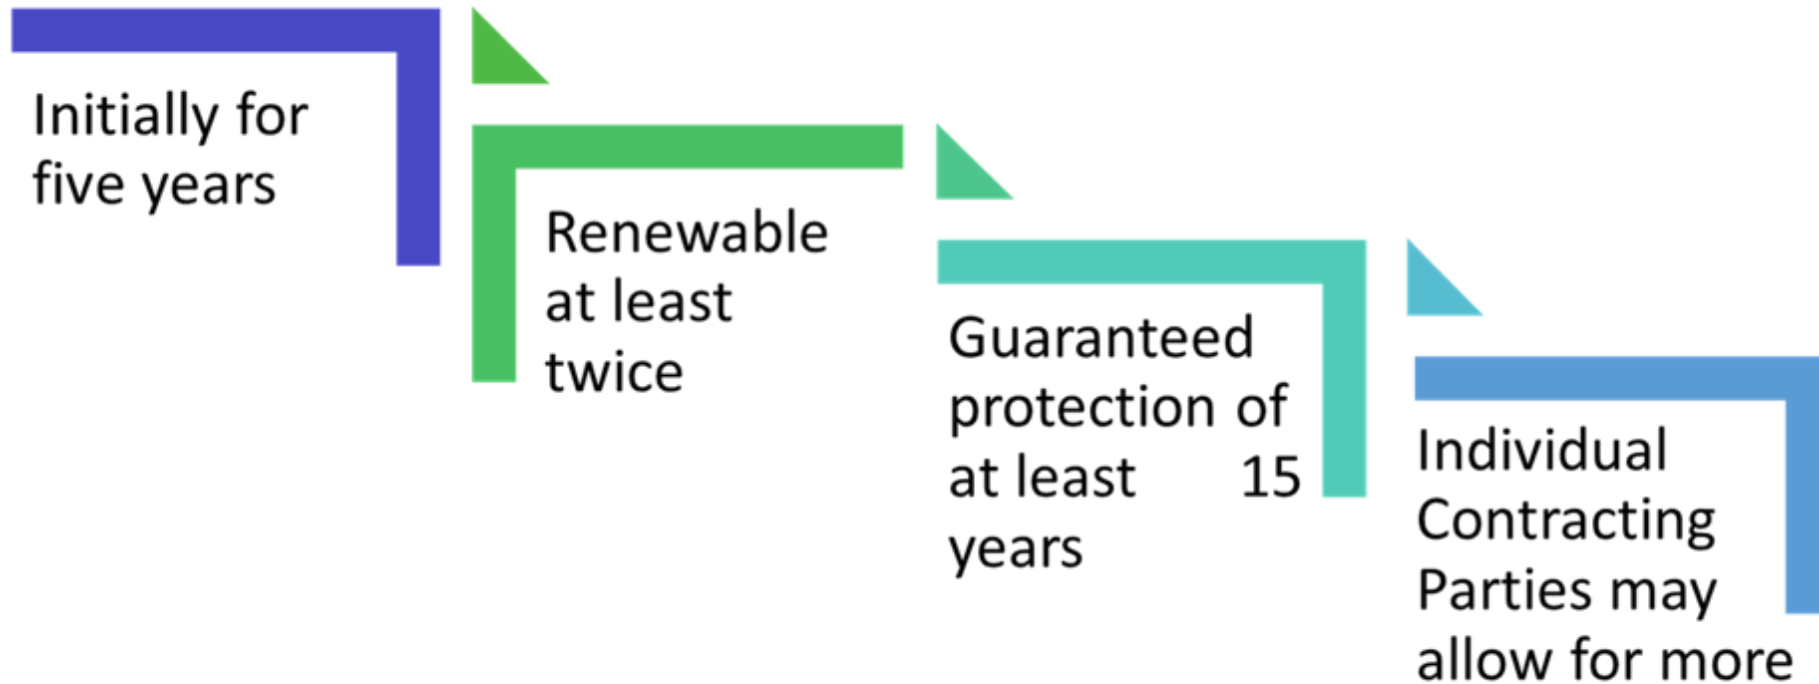 Initially for
five years
Renewable
at least
twice
Guaranteed
protection of
at least 15
years
Individual
Contracting
Parties may
allow for more